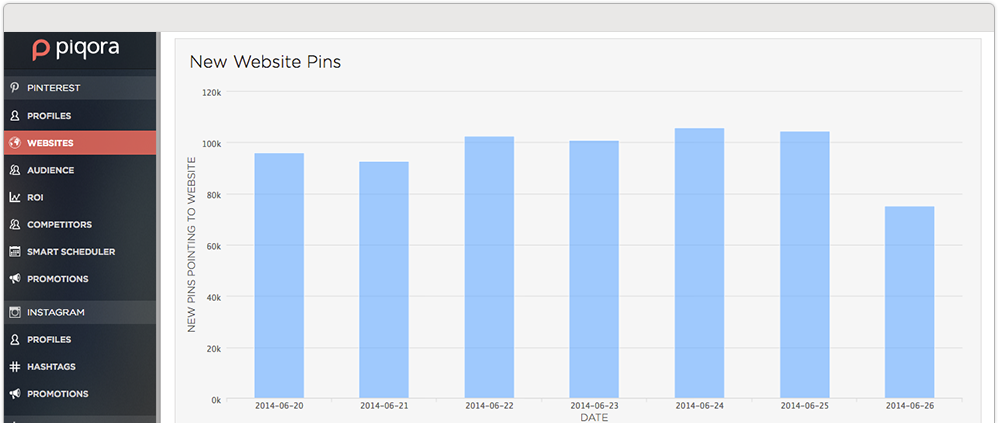 piqora
PINTEREST
PROFILES
WEBSITES
AUDIENCE
ROI
COMPETITORS
SMART SCHEDULER
PROMOTIONS
INSTAGRAM
PROFILES
HASHTAGS
PROMOTIONS
New Website Pins
NEW PINS POINTING TO WEBSITE
120k
100k
80k
60k
40k
20k
0k
2014-06-20 2014-06-21 2014-06-22 2014-06-23 2014-06-24 2014-06-25 2014-06-26
DATE